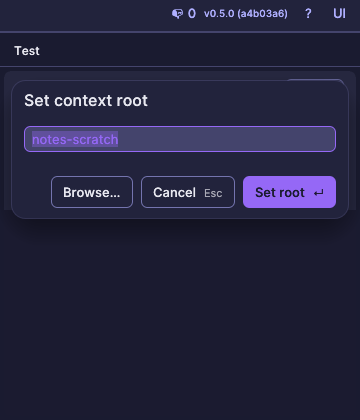 0 v0.5.0 (a4b03a6) ? UI
Test
Set context root
notes-scratch
Browse... Cancel Esc Set root ↵